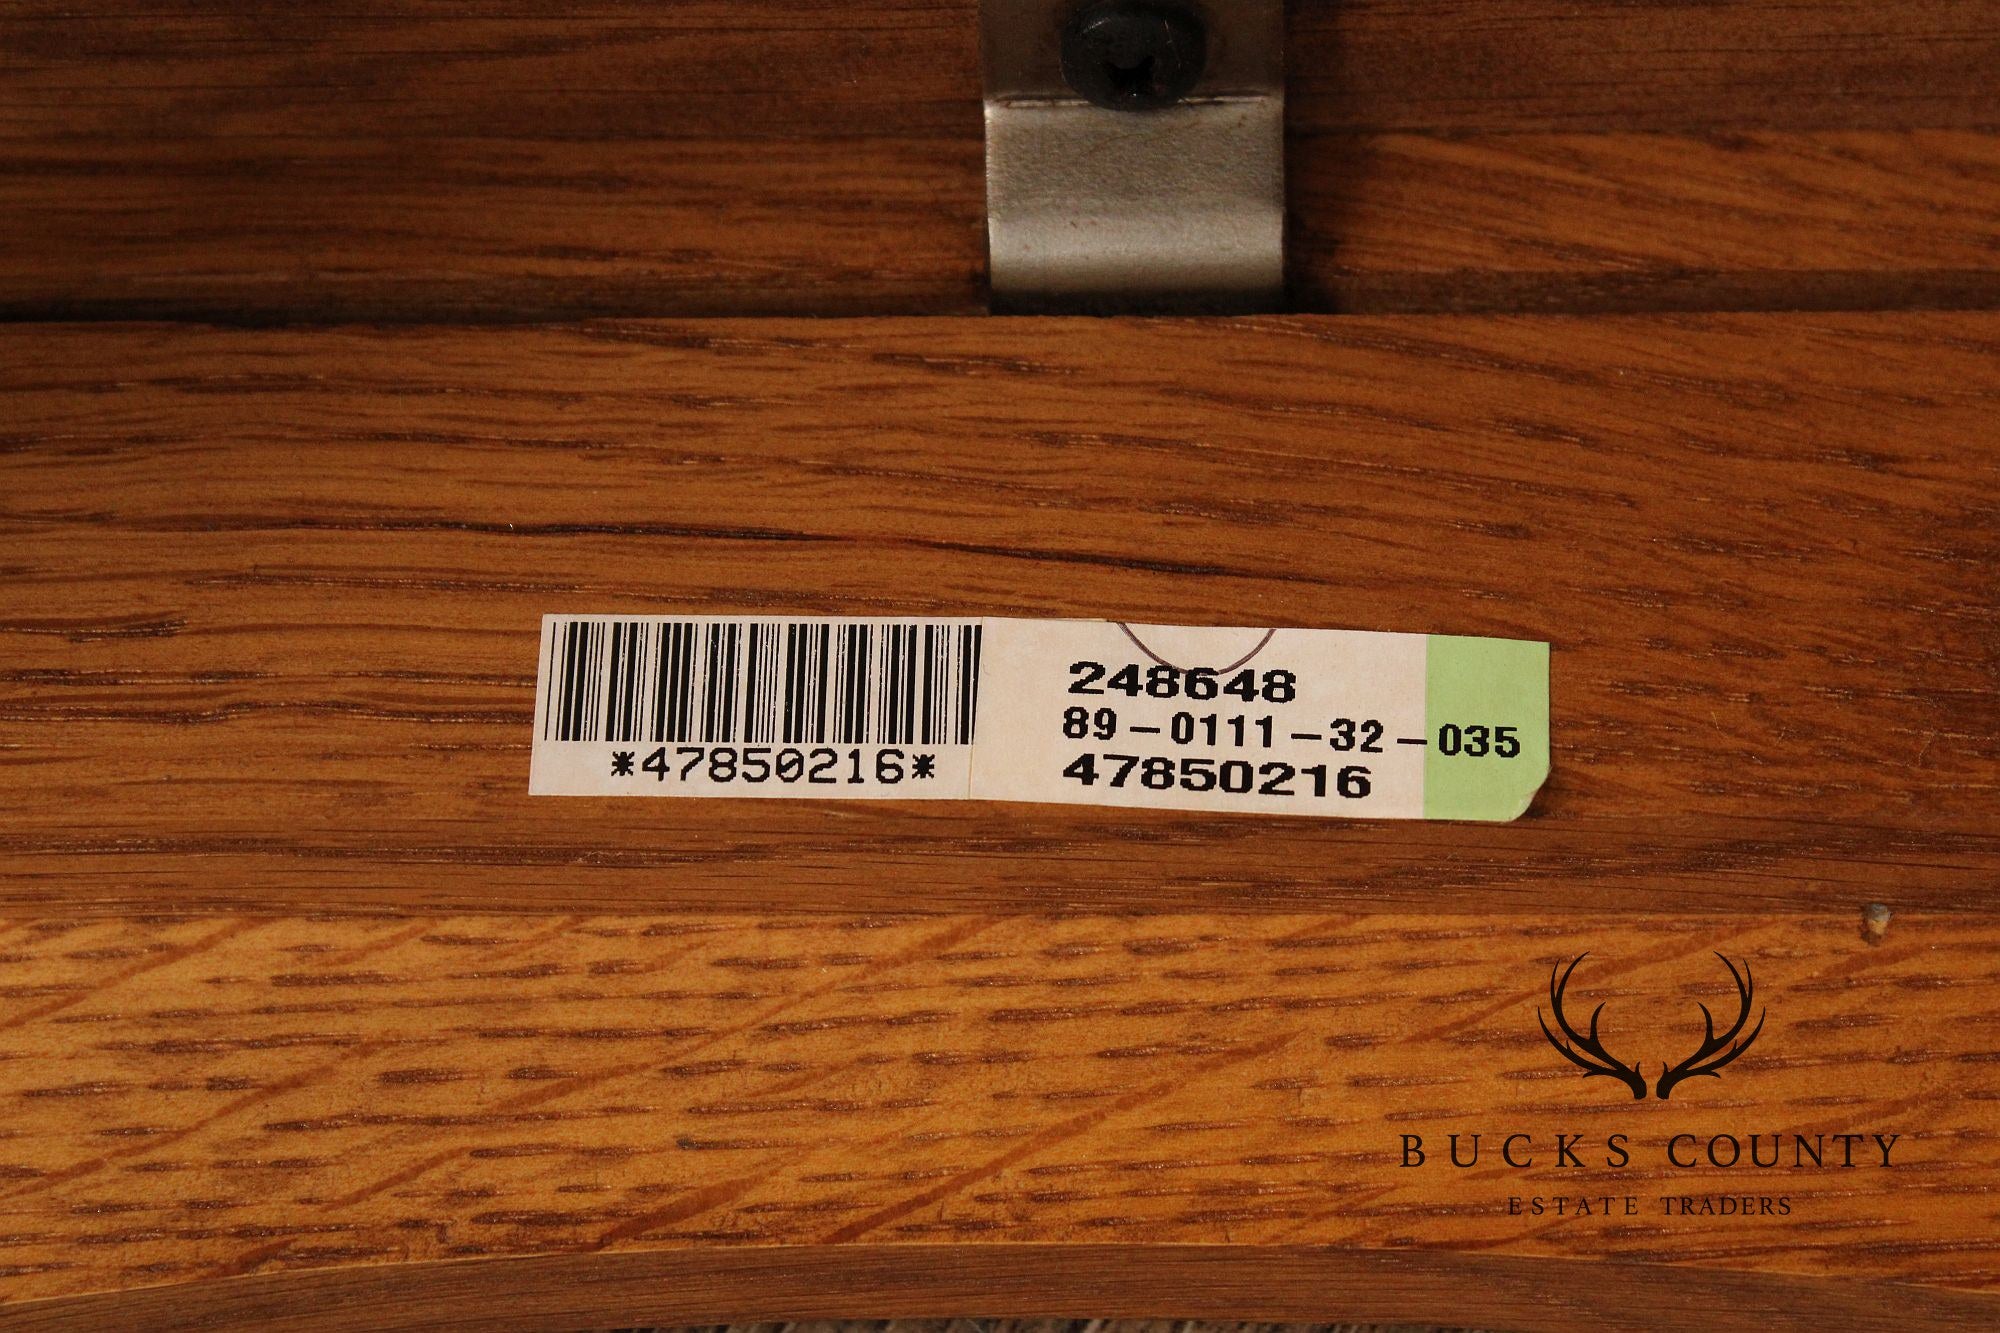 *47850216*
248648
89-0111-32-035
47850216
BUCKS COUNTY
ESTATE TRADERS